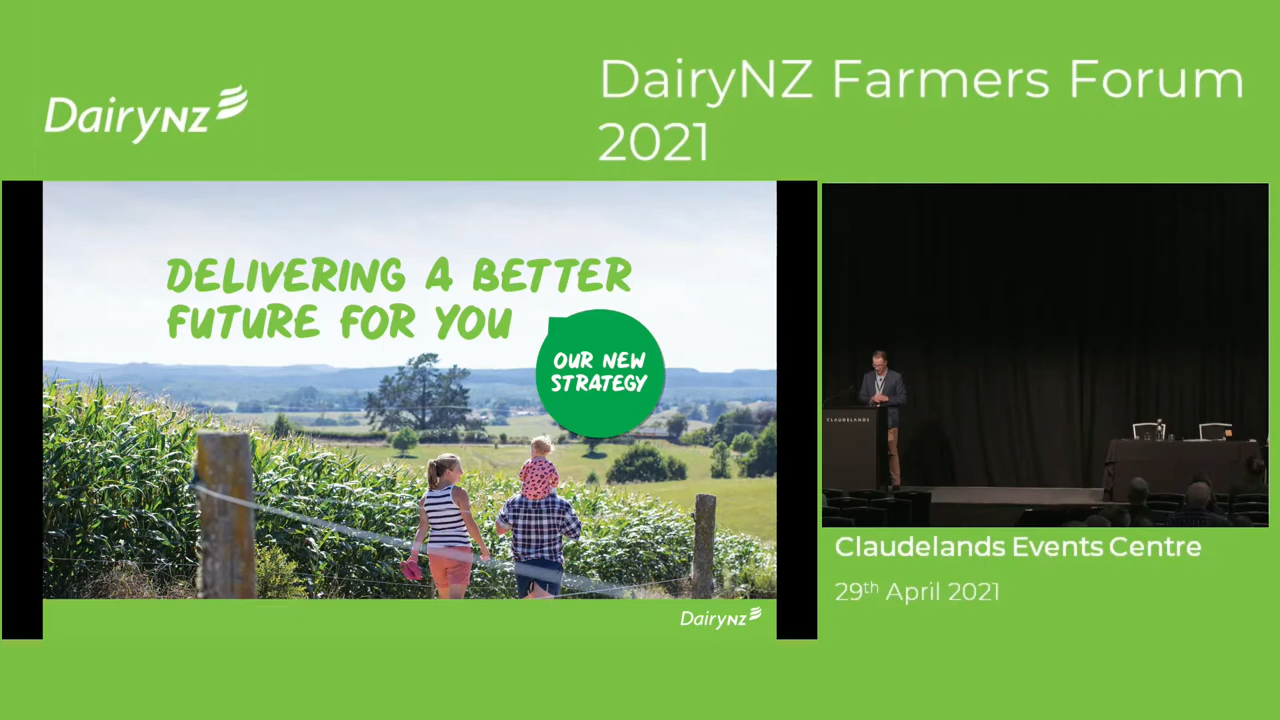 DairyNZ
DairyNZ Farmers Forum
2021
DELIVERING A BETTER
FUTURE FOR YOU
OUR NEW
STRATEGY
DairyNZ
CLAUDELANDS
Claudelands Events Centre
29th April 2021